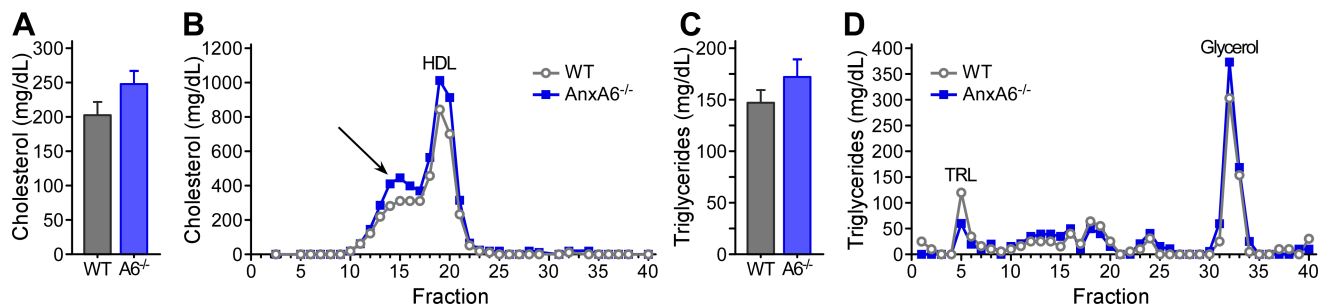 A
Cholesterol (mg/dL)
300
250
200
150
100
50
0
WT A6-/-
B
Cholesterol (mg/dL)
1200
1000
800
600
400
200
0
HDL
WT
AnxA6-/-
0 5 10 15 20 25 30 35 40
Fraction
C
Triglycerides (mg/dL)
200
150
100
50
0
WT A6-/-
D
Triglycerides (mg/dL)
400
350
300
250
200
150
100
50
0
WT
AnxA6-/-
TRL
Glycerol
0 5 10 15 20 25 30 35 40
Fraction